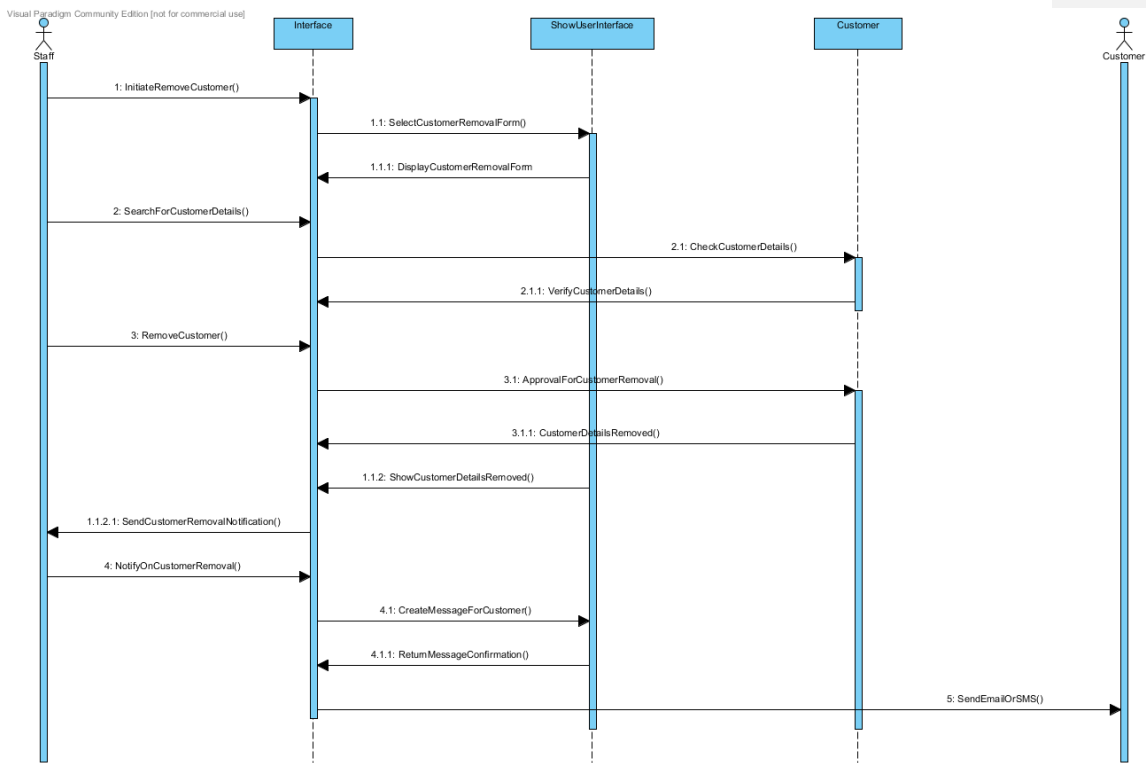 Visual Paradigm Community Edition [not for commercial use]
Interface
ShowUserInterface
Customer
Staff
Customer
1: InitiateRemoveCustomer()
1.1: SelectCustomerRemovalForm()
1.1.1: DisplayCustomerRemovalForm
2: SearchForCustomerDetails()
2.1: CheckCustomerDetails()
2.1.1: VerifyCustomerDetails()
3: RemoveCustomer()
3.1: ApprovalForCustomerRemoval()
3.1.1: CustomerDetailsRemoved()
1.1.2: ShowCustomerDetailsRemoved()
1.1.2.1: SendCustomerRemovalNotification()
4: NotifyOnCustomerRemoval()
4.1: CreateMessageForCustomer()
4.1.1: ReturnMessageConfirmation()
5: SendEmailOrSMS()